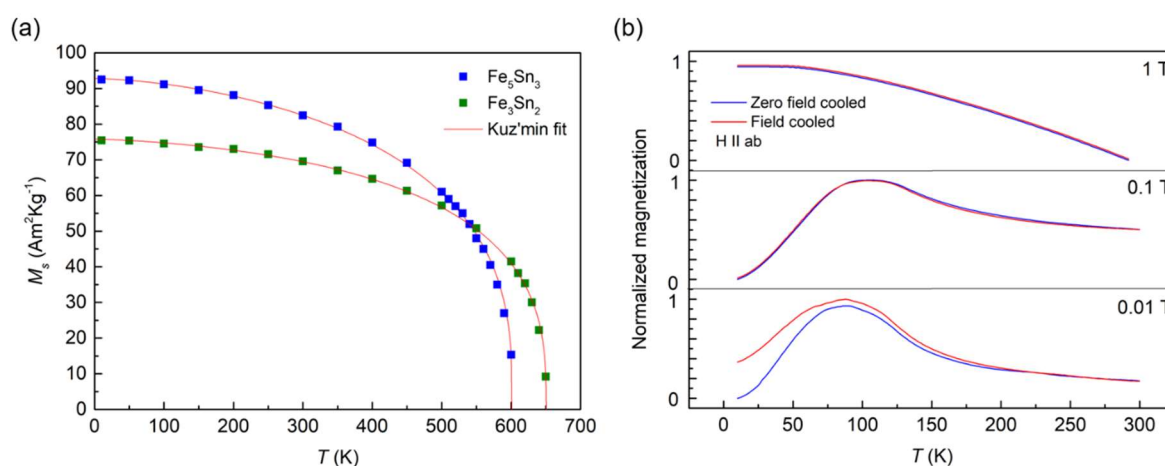 (a)
100
90
80
70
60
50
40
30
20
10
0
0 100 200 300 400 500 600 700
M_s (Am²Kg⁻¹)
T (K)
Fe₅Sn₃
Fe₃Sn₂
Kuz'min fit
(b)
Normalized magnetization
1
0
1 T
Zero field cooled
Field cooled
H II ab
1
0
0.1 T
1
0
0.01 T
0 50 100 150 200 250 300
T (K)